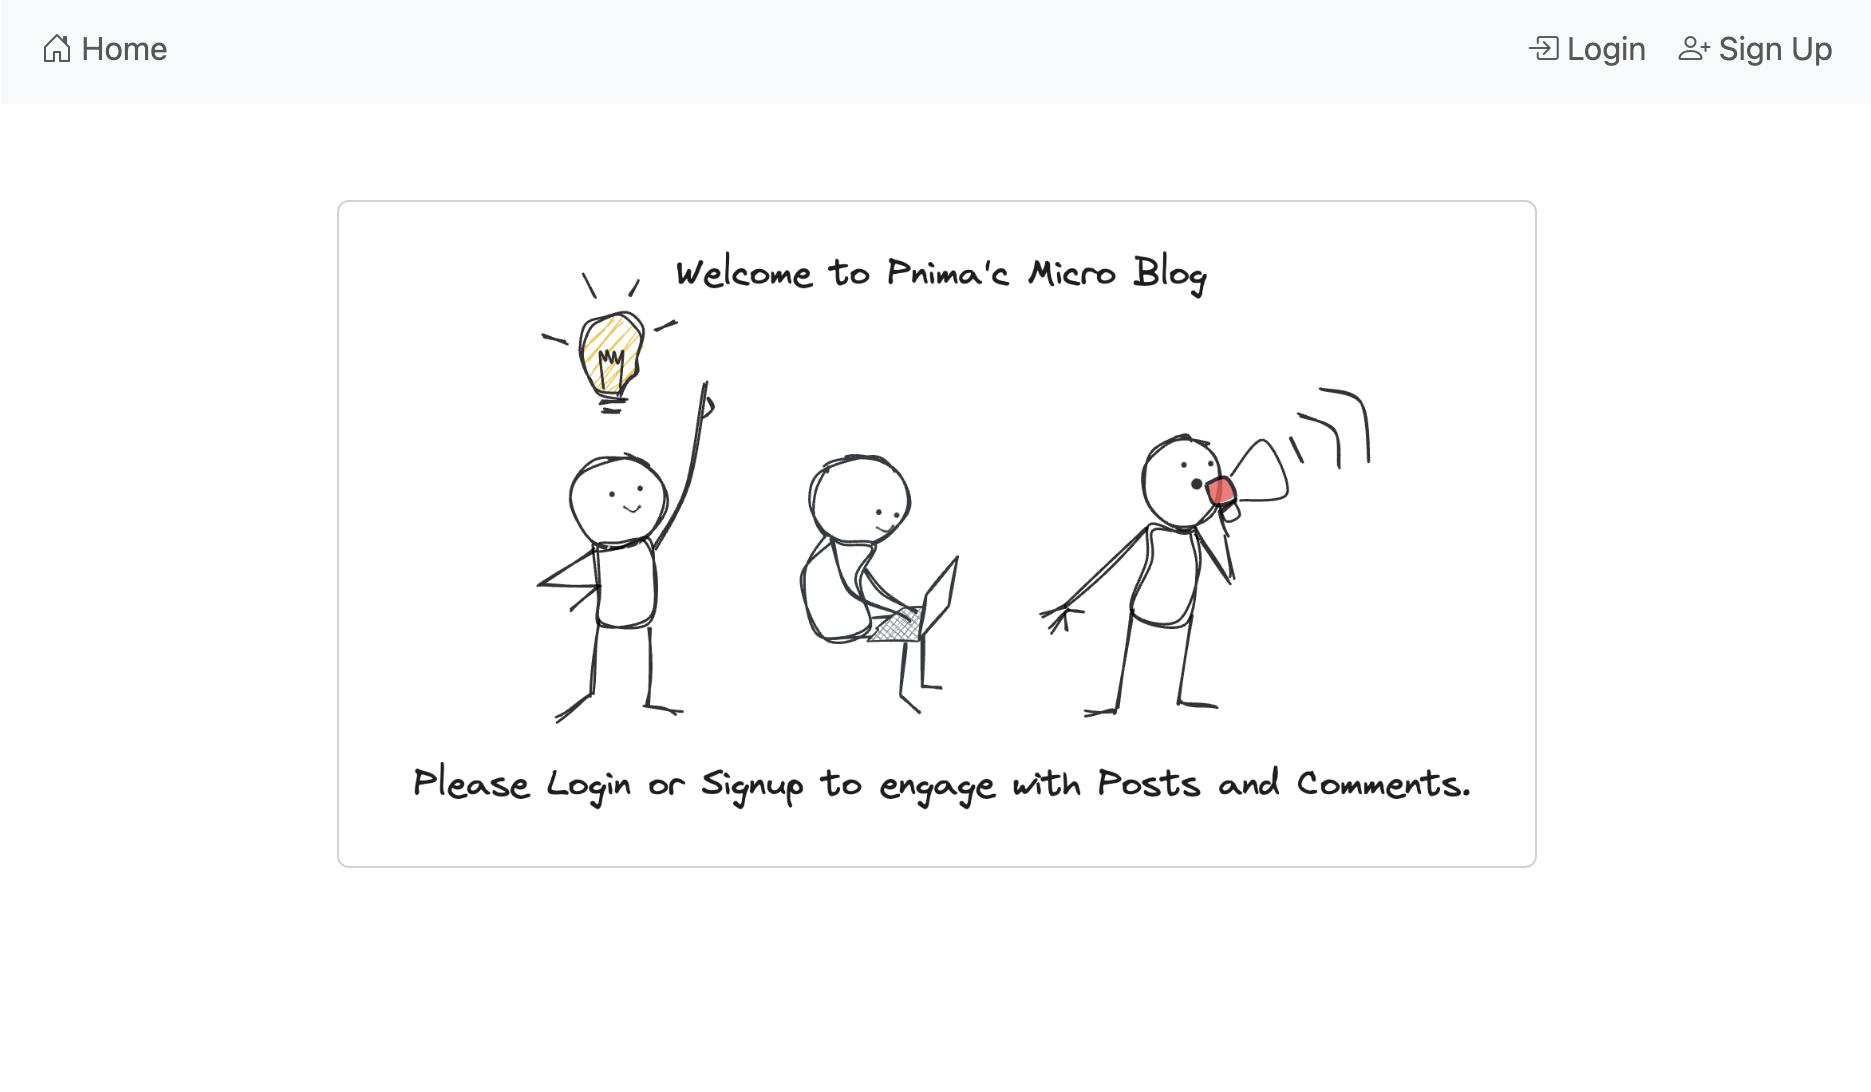 Home
Login
Sign Up
Welcome to Pnima'c Micro Blog
Please Login or Signup to engage with Posts and Comments.